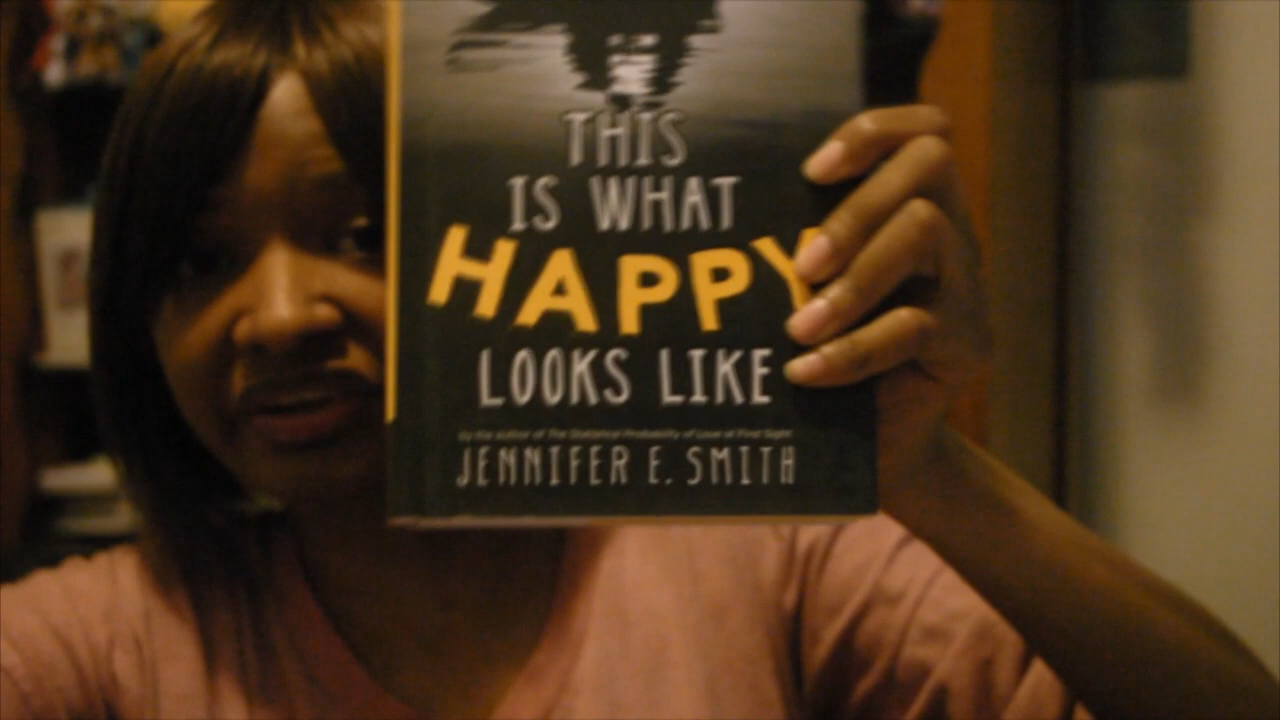 THIS
IS WHAT
HAPPY
LOOKS LIKE
by the author of The Statistical Probability of Love at First Sight
JENNIFER E. SMITH